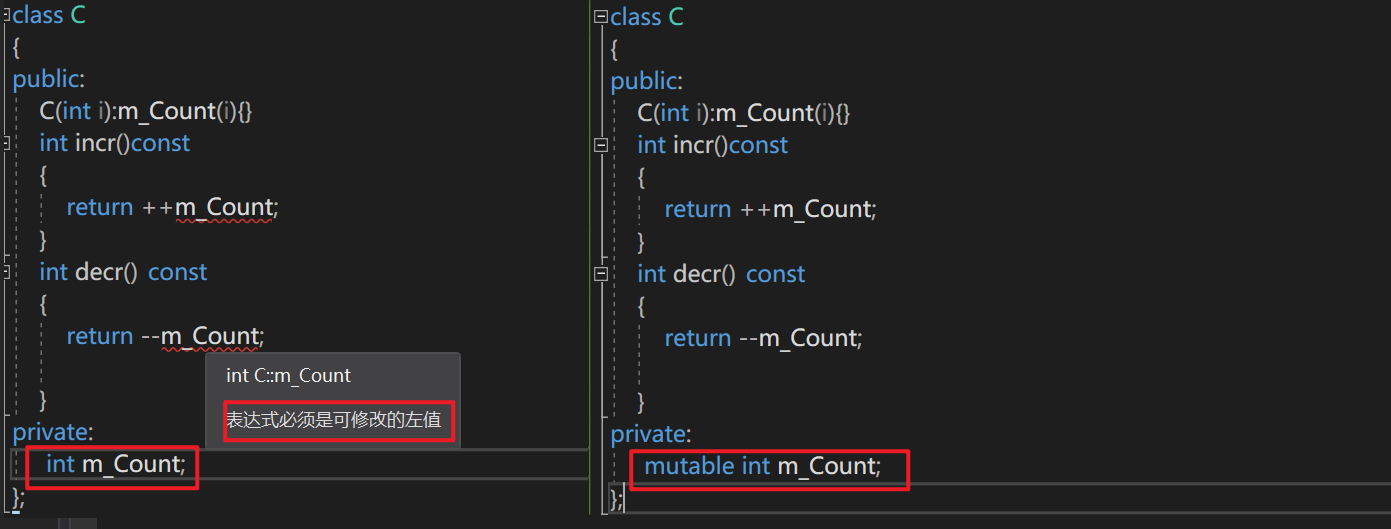 class C
{
public:
C(int i):m_Count(i){}
int incr()const
{
return ++m_Count;
}
int decr() const
{
return --m_Count;
int C::m_Count
表达式必须是可修改的左值
}
private:
int m_Count;
};
class C
{
public:
C(int i):m_Count(i){}
int incr()const
{
return ++m_Count;
}
int decr() const
{
return --m_Count;
}
private:
mutable int m_Count;
};